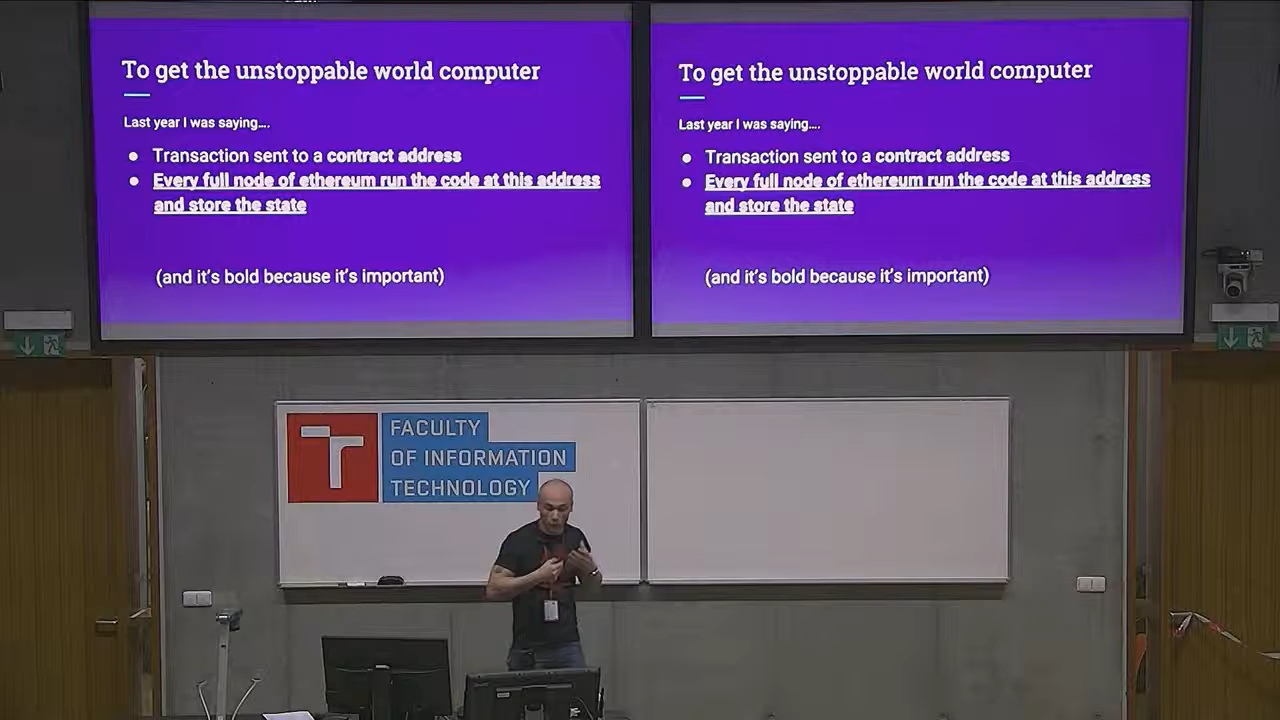 To get the unstoppable world computer
Last year I was saying....
● Transaction sent to a contract address
● Every full node of ethereum run the code at this address
and store the state
(and it's bold because it's important)
To get the unstoppable world computer
Last year I was saying....
● Transaction sent to a contract address
● Every full node of ethereum run the code at this address
and store the state
(and it's bold because it's important)
T
FACULTY
OF INFORMATION
TECHNOLOGY